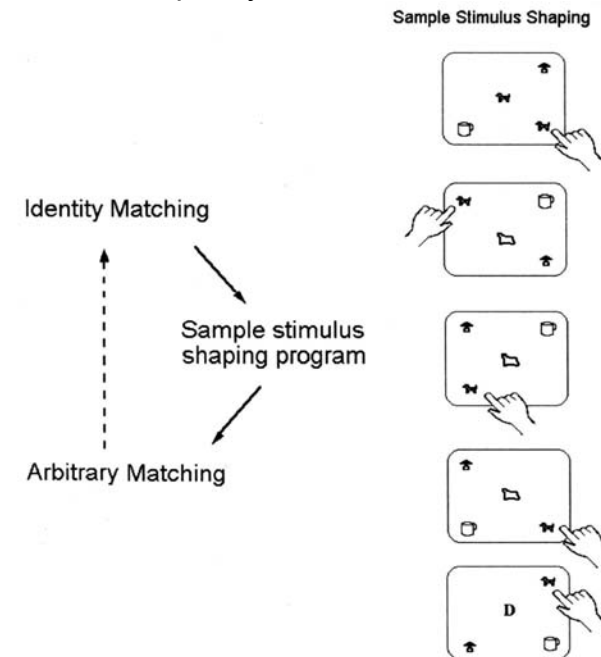 Sample Stimulus Shaping
Identity Matching
Sample stimulus
shaping program
Arbitrary Matching
D